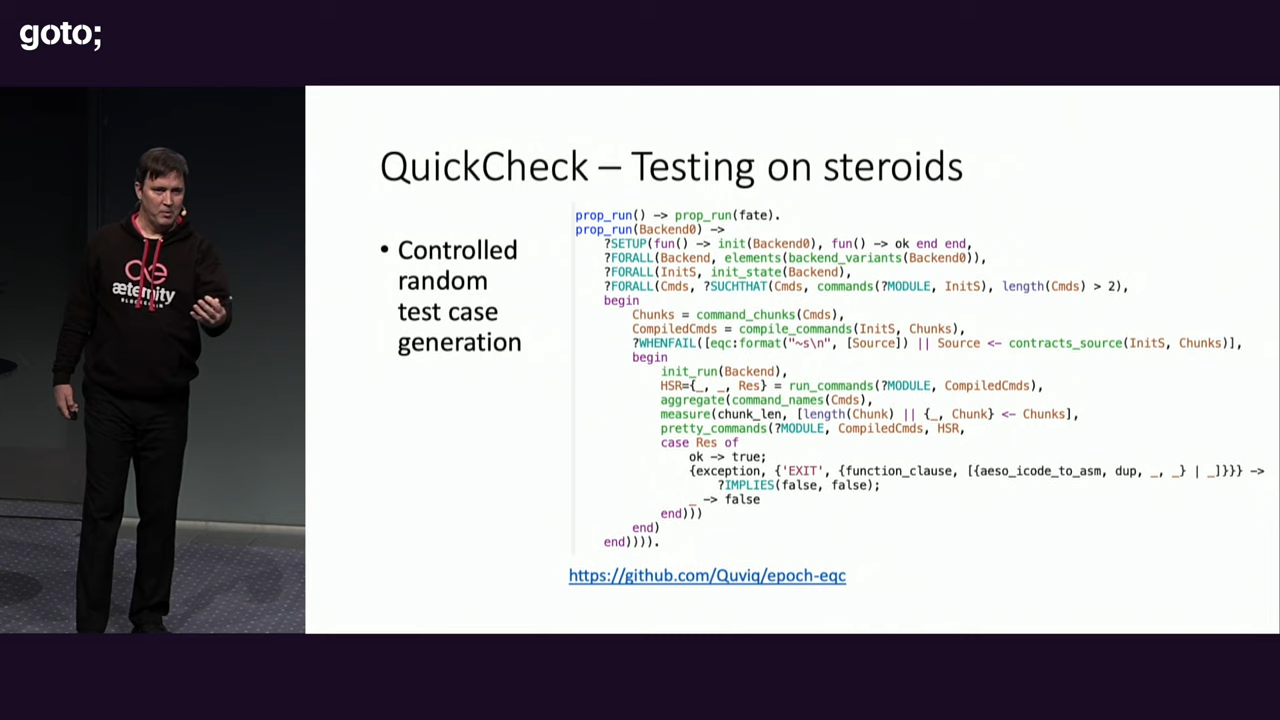 goto;
æternity
BLOCKCHAIN
QuickCheck – Testing on steroids
• Controlled
random
test case
generation
prop_run() -> prop_run(fate).
prop_run(Backend0) ->
    ?SETUP(fun() -> init(Backend0), fun() -> ok end end,
    ?FORALL(Backend, elements(backend_variants(Backend0)),
    ?FORALL(InitS, init_state(Backend),
    ?FORALL(Cmds, ?SUCHTHAT(Cmds, commands(?MODULE, InitS), length(Cmds) > 2),
    begin
        Chunks = command_chunks(Cmds),
        CompiledCmds = compile_commands(InitS, Chunks),
        ?WHENFAIL([eqc:format("~s\n", [Source]) || Source <- contracts_source(InitS, Chunks)],
        begin
            init_run(Backend),
            HSR={_, _, Res} = run_commands(?MODULE, CompiledCmds),
            aggregate(command_names(Cmds),
            measure(chunk_len, [length(Chunk) || {_, Chunk} <- Chunks],
            pretty_commands(?MODULE, CompiledCmds, HSR,
            case Res of
                ok -> true;
                {exception, {'EXIT', {function_clause, [{aeso_icode_to_asm, dup, _, _} | _]}}} ->
                    ?IMPLIES(false, false);
                _ -> false
            end)))
        end)
    end)))).
https://github.com/Quviq/epoch-eqc